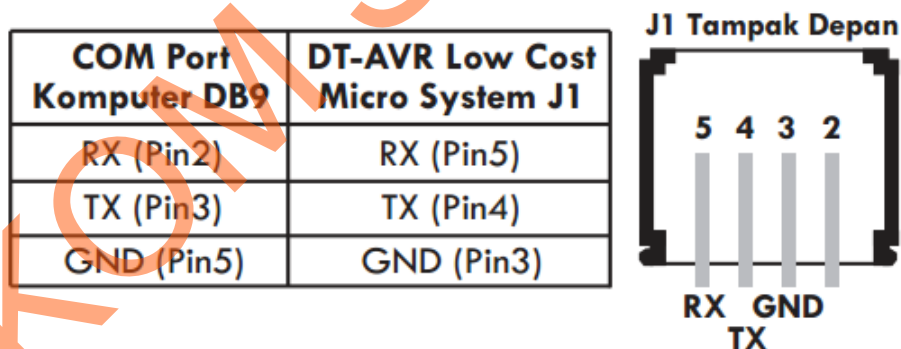 COM Port Komputer DB9 | DT-AVR Low Cost Micro System J1
RX (Pin2) | RX (Pin5)
TX (Pin3) | TX (Pin4)
GND (Pin5) | GND (Pin3)
J1 Tampak Depan
5 4 3 2
RX GND
TX